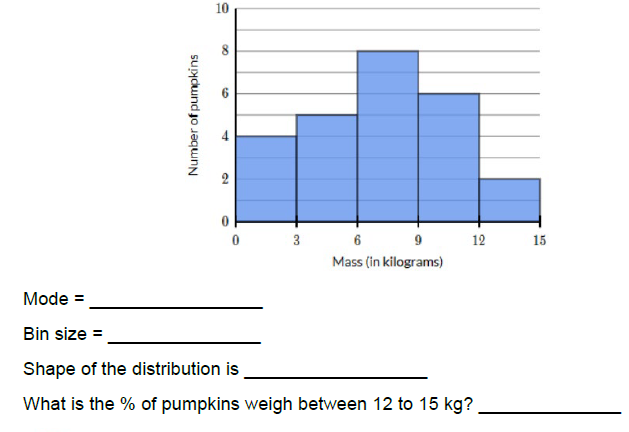 10
8
6
4
2
0
Number of pumpkins
0 3 6 9 12 15
Mass (in kilograms)
Mode =
Bin size =
Shape of the distribution is
What is the % of pumpkins weigh between 12 to 15 kg?